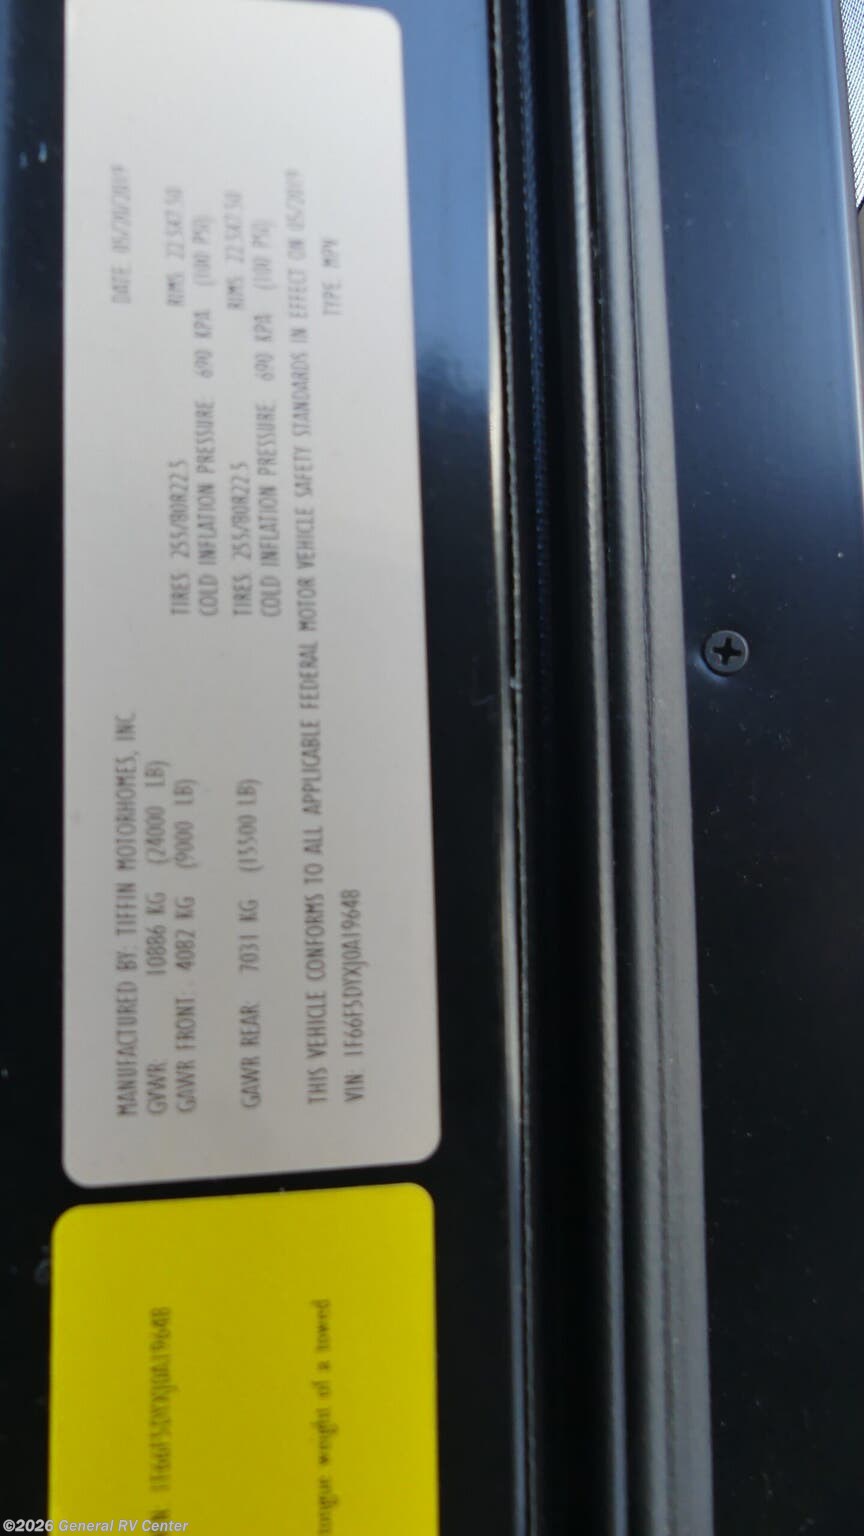 MANUFACTURED BY: TIFFIN MOTORHOMES, INC DATE: 05/20/2019
GVWR: 10886 KG (24000 LB)
GAWR FRONT: 4082 KG (9000 LB) TIRES 255/80R22.5 RIMS 22.5X7.50
COLD INFLATION PRESSURE 690 KPA (100 PSI)
GAWR REAR: 7031 KG (15500 LB) TIRES 255/80R22.5 RIMS 22.5X7.50
COLD INFLATION PRESSURE 690 KPA (100 PSI)
THIS VEHICLE CONFORMS TO ALL APPLICABLE FEDERAL MOTOR VEHICLE SAFETY STANDARDS IN EFFECT ON 05/2019
VIN: 1F66F5DYXJ0A19648 TYPE: MPV
1F66F5DYXJ0A19648
tongue weight of a towed
©2026 General RV Center